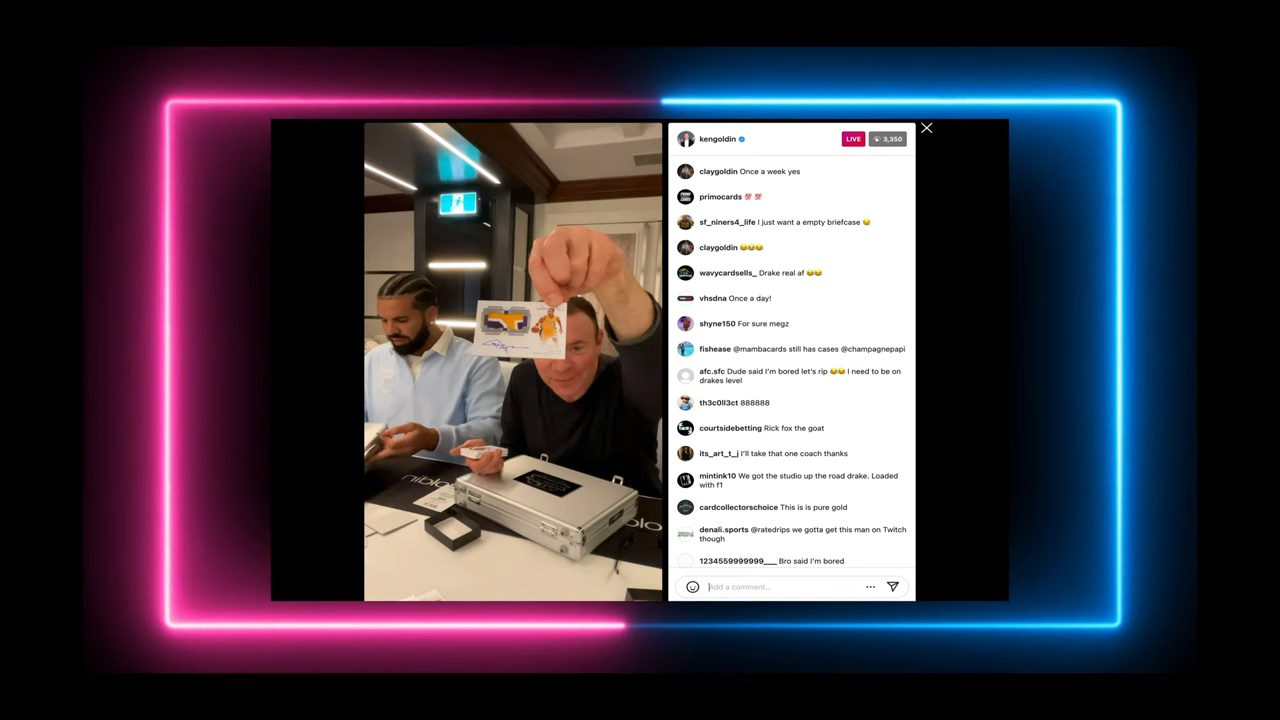 kengoldin
LIVE
3,350
claygoldin Once a week yes
primocards 💯 💯
sf_niners4_life I just want a empty briefcase 😂
claygoldin 😂😂😂
wavycardsells_ Drake real af 😂😂
vhsdna Once a day!
shyne150 For sure megz
fishease @mambacards still has cases @champagnepapi
afc.sfc Dude said I'm bored let's rip 😂😂 I need to be on
drakes level
th3c0ll3ct 888888
courtsidebetting Rick fox the goat
its_art_t_j I'll take that one coach thanks
mintink10 We got the studio up the road drake. Loaded
with f1
cardcollectorschoice This is is pure gold
denali.sports @ratedrips we gotta get this man on Twitch
though
1234559999999___ Bro said I'm bored
Add a comment...